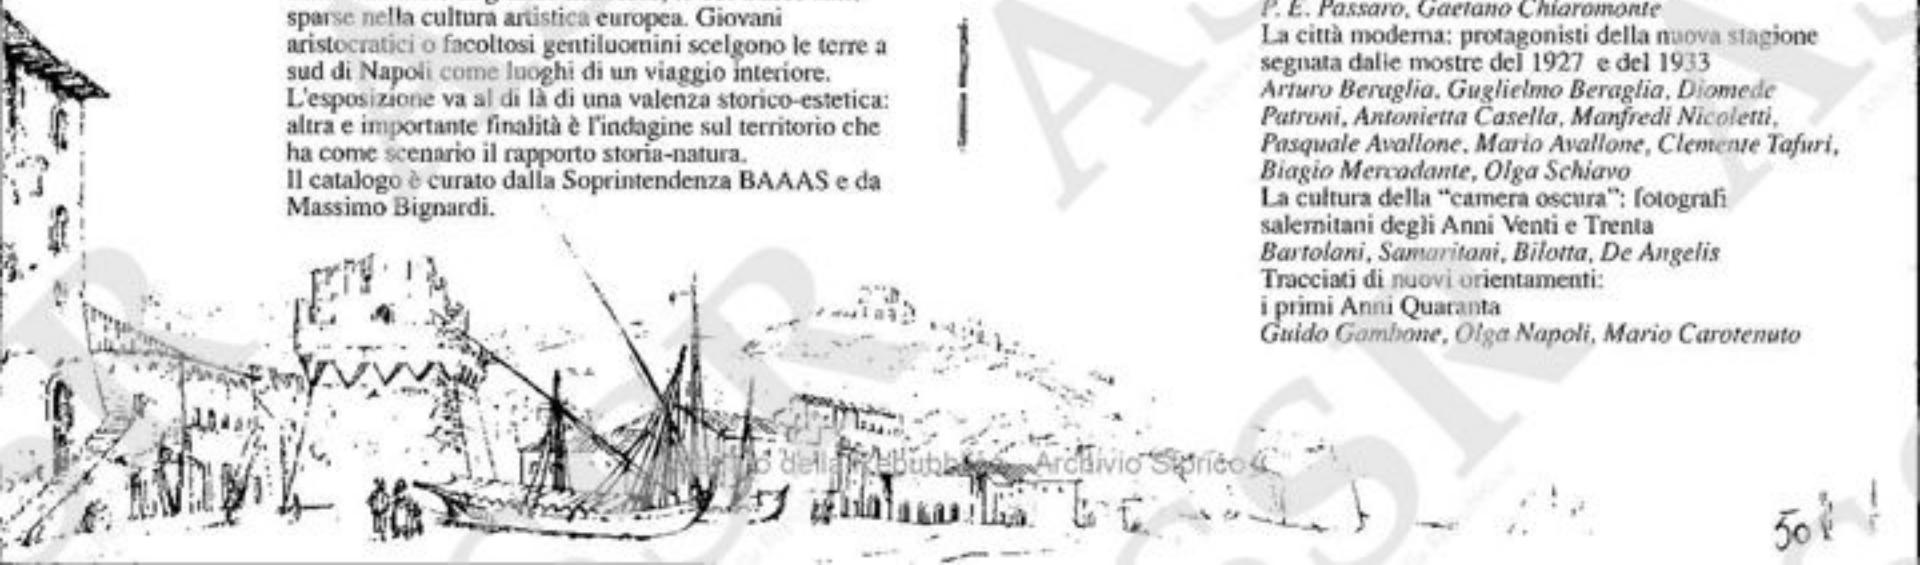 sparse nella cultura artistica europea. Giovani
aristocratici o facoltosi gentiluomini scelgono le terre a
sud di Napoli come luoghi di un viaggio interiore.
L'esposizione va al di là di una valenza storico-estetica:
altra e importante finalità è l'indagine sul territorio che
ha come scenario il rapporto storia-natura.
Il catalogo è curato dalla Soprintendenza BAAAS e da
Massimo Bignardi.
P. E. Passaro, Gaetano Chiaromonte
La città moderna: protagonisti della nuova stagione
segnata dalle mostre del 1927 e del 1933
Arturo Beraglia, Guglielmo Beraglia, Diomede
Patroni, Antonietta Casella, Manfredi Nicoletti,
Pasquale Avallone, Mario Avallone, Clemente Tafuri,
Biagio Mercadante, Olga Schiavo
La cultura della “camera oscura”: fotografi
salernitani degli Anni Venti e Trenta
Bartolani, Samaritani, Bilotta, De Angelis
Tracciati di nuovi orientamenti:
i primi Anni Quaranta
Guido Gambone, Olga Napoli, Mario Carotenuto
della Archivio Storico
50
ASSR